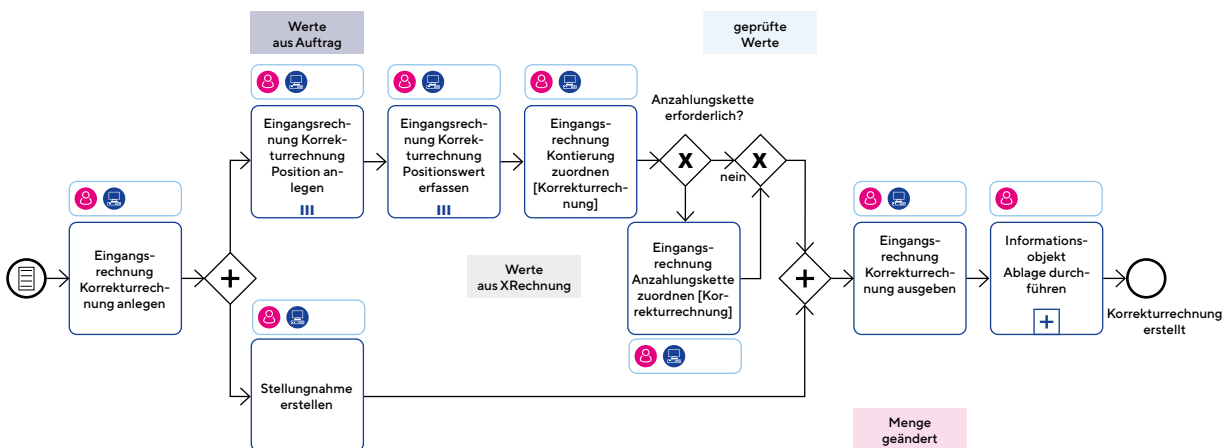 Werte
aus Auftrag
geprüfte
Werte
Anzahlungskette
erforderlich?
Eingangsrech-
nung Korrek-
turrechnung
Position an-
legen
Eingangsrech-
nung Korrek-
turrechnung
Positionswert
erfassen
Eingangs-
rechnung
Kontierung
zuordnen
[Korrekturrech-
nung]
X
X
nein
Eingangs-
rechnung
Korrekturrech-
nung anlegen
Werte
aus XRechnung
Eingangs-
rechnung
Anzahlungskette
zuordnen [Kor-
rekturrechnung]
Eingangs-
rechnung
Korrekturrech-
nung ausgeben
Informations-
objekt
Ablage durch-
führen
Korrekturrechnung
erstellt
Stellungnahme
erstellen
Menge
geändert